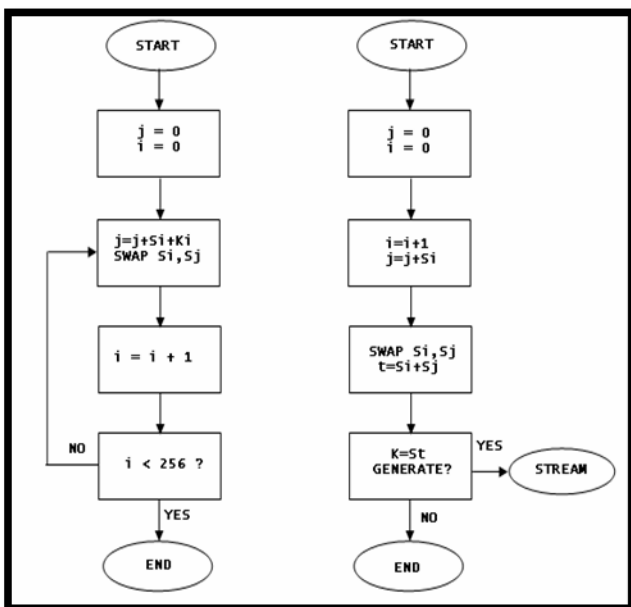 START
j = 0
i = 0
j=j+Si+Ki
SWAP Si,Sj
i = i + 1
NO
i < 256 ?
YES
END
START
j = 0
i = 0
i=i+1
j=j+Si
SWAP Si,Sj
t=Si+Sj
K=St
GENERATE?
YES
STREAM
NO
END